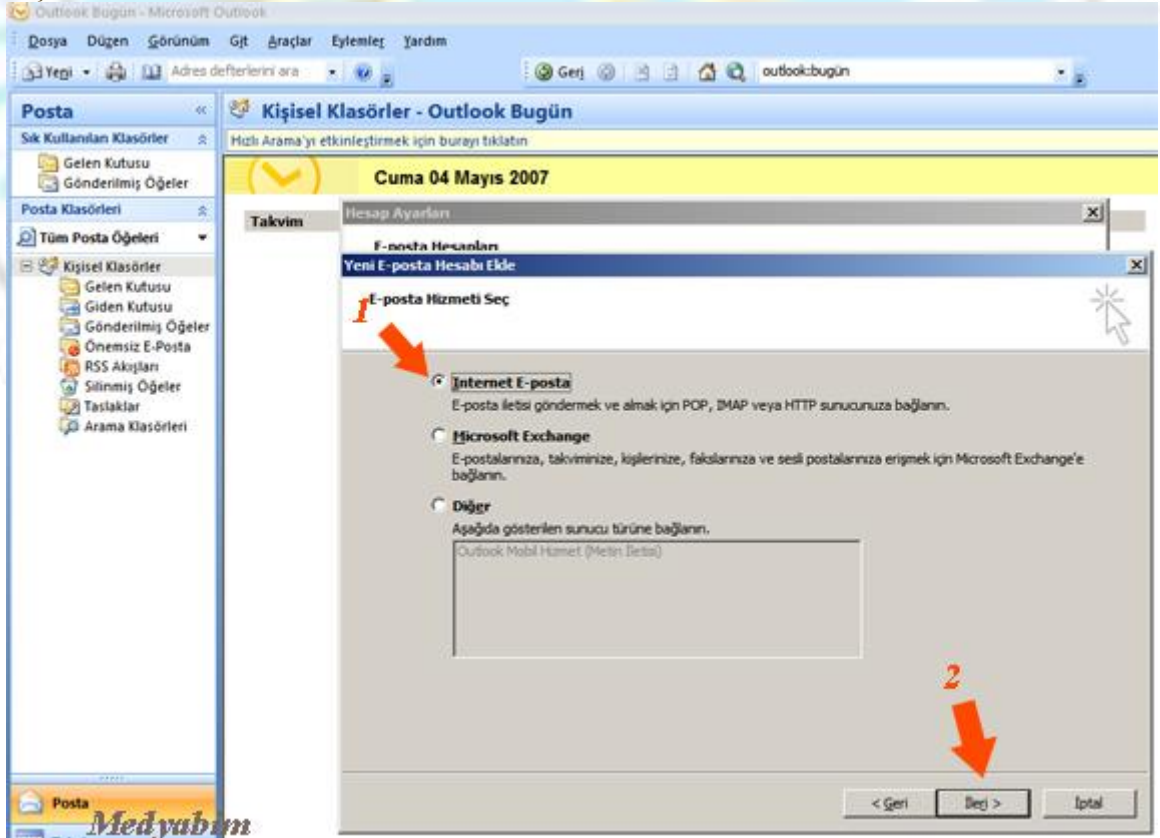 Outlook Bugün - Microsoft Outlook
Dosya Düzen Görünüm Git Araçlar Eylemler Yardım
Yeni Adres defterlerini ara Geri outlook:bugün
Posta
Kişisel Klasörler - Outlook Bugün
Sık Kullanılan Klasörler
Hızlı Arama'yı etkinleştirmek için burayı tıklatın
Gelen Kutusu
Gönderilmiş Öğeler
Cuma 04 Mayıs 2007
Posta Klasörleri
Tüm Posta Öğeleri
Takvim
Kişisel Klasörler
Gelen Kutusu
Giden Kutusu
Gönderilmiş Öğeler
Önemsiz E-Posta
RSS Akışları
Silinmiş Öğeler
Taslaklar
Arama Klasörleri
Hesap Ayarları
E-posta Hesapları
Yeni E-posta Hesabı Ekle
E-posta Hizmeti Seç
1
Internet E-posta
E-posta iletisi göndermek ve almak için POP, IMAP veya HTTP sunucunuza bağlanın.
Microsoft Exchange
E-postalarınıza, takviminize, kişilerinize, fakslarınıza ve sesli postalarınıza erişmek için Microsoft Exchange'e
bağlanın.
Diğer
Aşağıda gösterilen sunucu türüne bağlanın.
Outlook Mobil Hizmet (Metin İletisi)
2
< Geri İleri > İptal
Posta
Medyabim